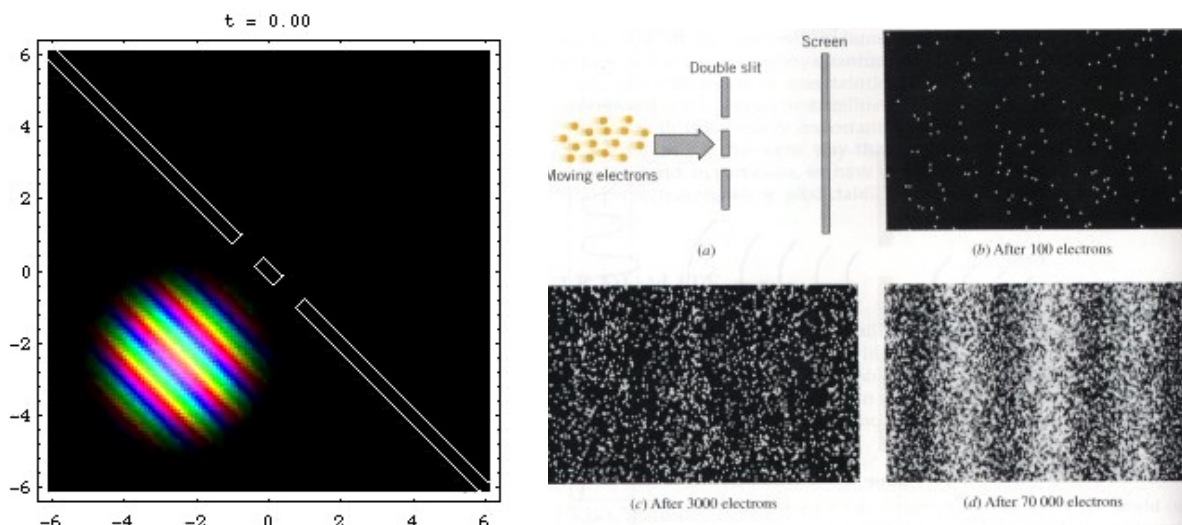 t = 0.00
6
4
2
0
-2
-4
-6
-6 -4 -2 0 2 4 6
Screen
Double slit
Moving electrons
(a)
(b) After 100 electrons
(c) After 3000 electrons
(d) After 70 000 electrons